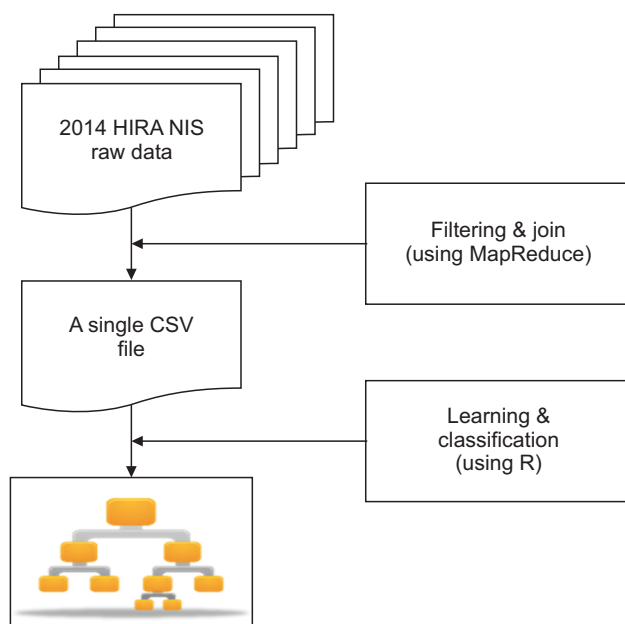 2014 HIRA NIS
raw data
Filtering & join
(using MapReduce)
A single CSV
file
Learning &
classification
(using R)